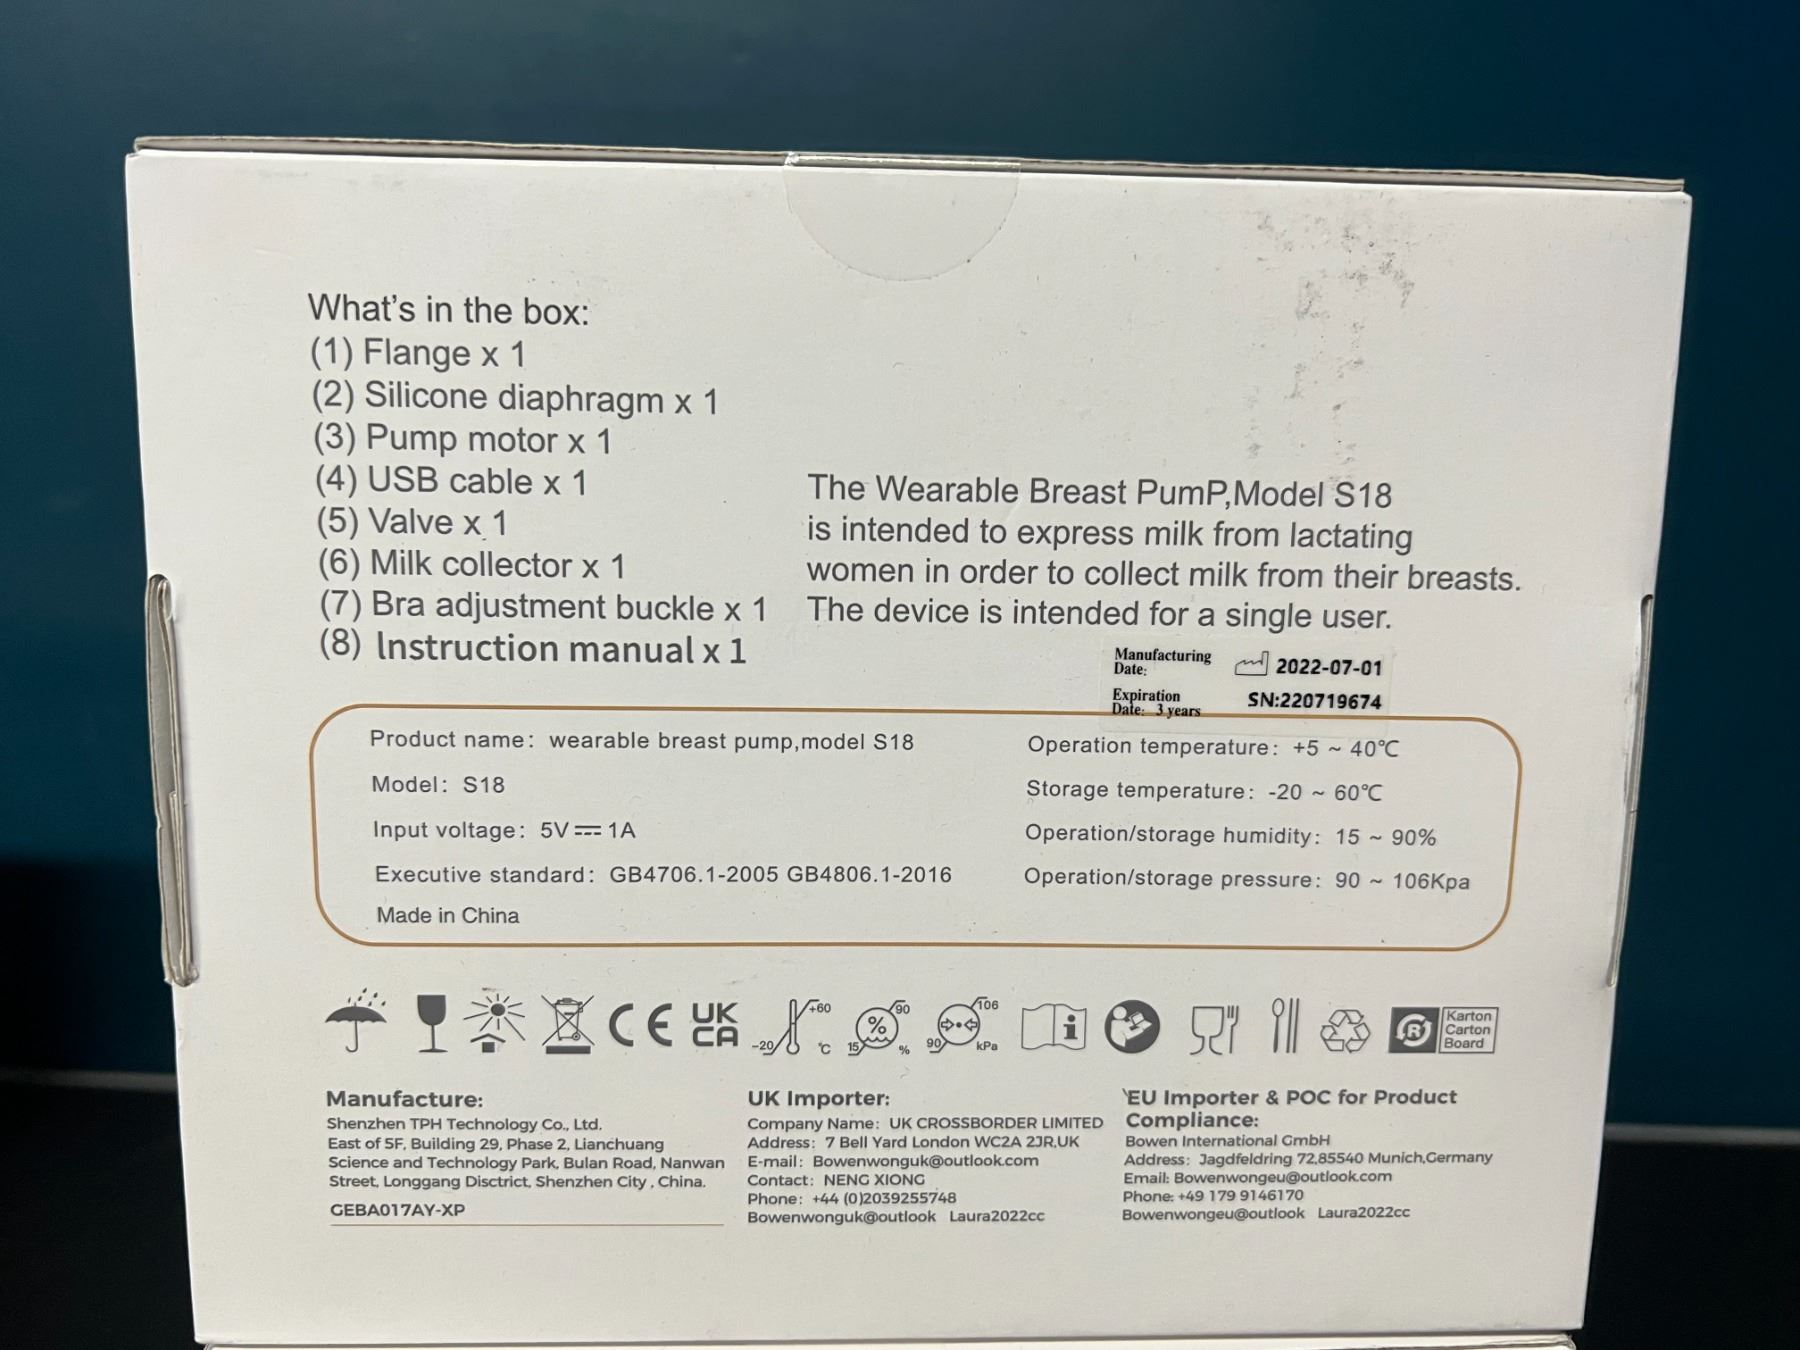 What's in the box:
(1) Flange x 1
(2) Silicone diaphragm x 1
(3) Pump motor x 1
(4) USB cable x 1
(5) Valve x 1
(6) Milk collector x 1
(7) Bra adjustment buckle x 1
(8) Instruction manual x 1
The Wearable Breast PumP,Model S18
is intended to express milk from lactating
women in order to collect milk from their breasts.
The device is intended for a single user.
Manufacturing
Date: 2022-07-01
Expiration
Date: 3 years
SN:220719674
Product name: wearable breast pump,model S18
Model: S18
Input voltage: 5V⎓1A
Executive standard: GB4706.1-2005 GB4806.1-2016
Made in China
Operation temperature: +5 ~ 40℃
Storage temperature: -20 ~ 60℃
Operation/storage humidity: 15 ~ 90%
Operation/storage pressure: 90 ~ 106Kpa
CE
UK
CA
-20 +60 ℃
15 % 90 %
90 106 kPa
i
R
Karton
Carton
Board
Manufacture:
Shenzhen TPH Technology Co., Ltd.
East of 5F, Building 29, Phase 2, Lianchuang
Science and Technology Park, Bulan Road, Nanwan
Street, Longgang Disctrict, Shenzhen City , China.
GEBA017AY-XP
UK Importer:
Company Name: UK CROSSBORDER LIMITED
Address: 7 Bell Yard London WC2A 2JR,UK
E-mail: Bowenwonguk@outlook.com
Contact: NENG XIONG
Phone: +44 (0)2039255748
Bowenwonguk@outlook Laura2022cc
`EU Importer & POC for Product
Compliance:
Bowen International GmbH
Address: Jagdfeldring 72,85540 Munich,Germany
Email: Bowenwongeu@outlook.com
Phone: +49 179 9146170
Bowenwongeu@outlook Laura2022cc